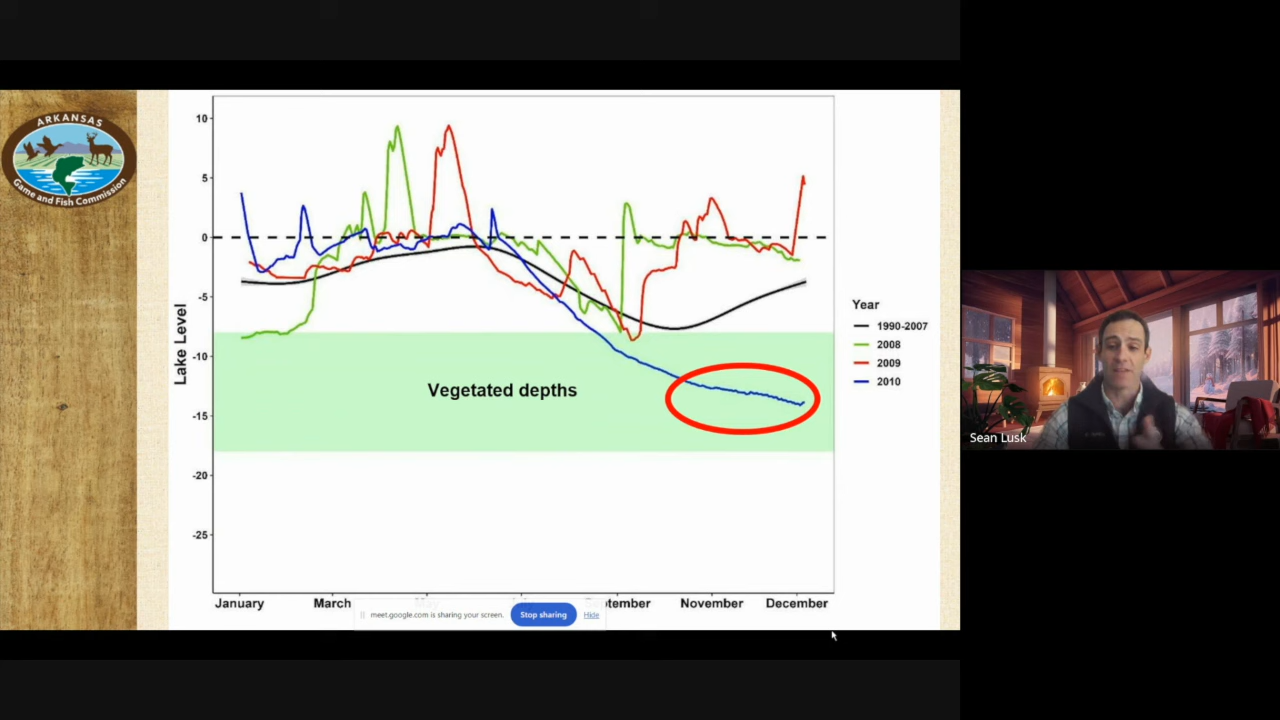 ARKANSAS
Game and Fish Commission
Lake Level
10
5
0
-5
-10
-15
-20
-25
Vegetated depths
Year
1990-2007
2008
2009
2010
January
March
November
December
meet.google.com is sharing your screen.
Stop sharing
Hide
Sean Lusk